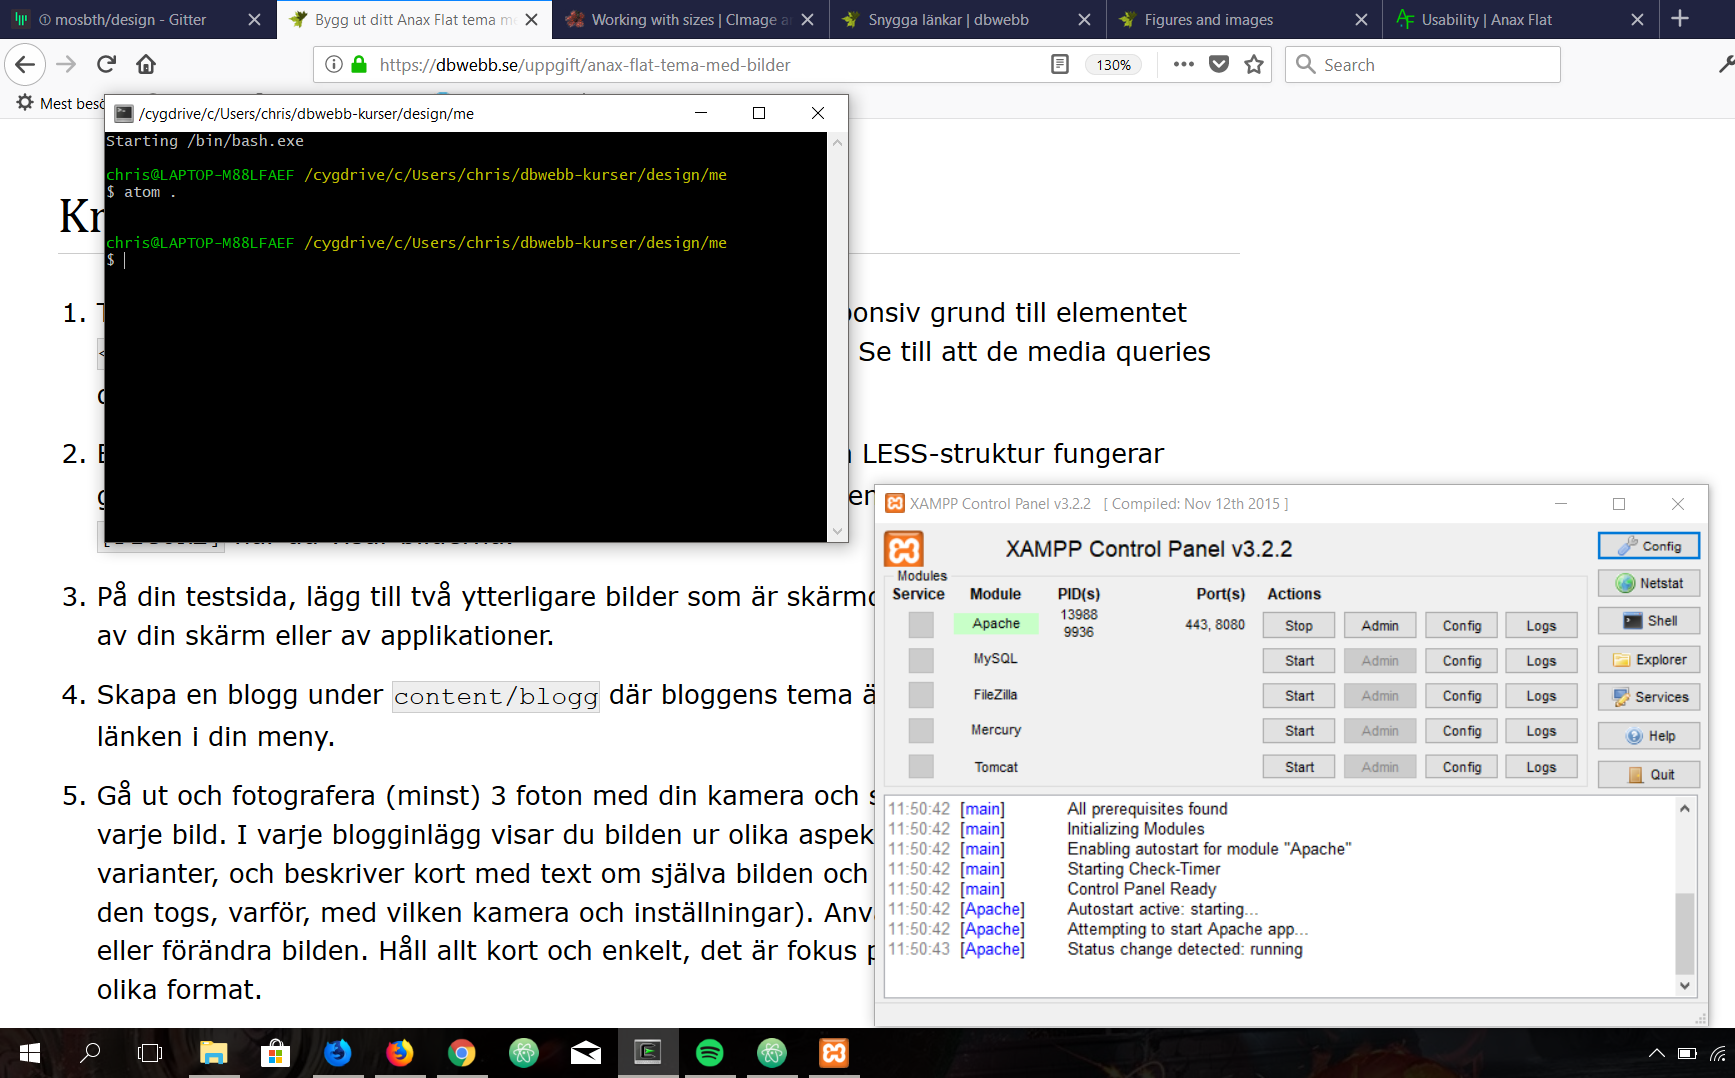 mosbth/design - Gitter
Bygg ut ditt Anax Flat tema m
Working with sizes | CImage a
Snygga länkar | dbwebb
Figures and images
Usability | Anax Flat
https://dbwebb.se/uppgift/anax-flat-tema-med-bilder
130%
Search
Mest besö
/cygdrive/c/Users/chris/dbwebb-kurser/design/me
Starting /bin/bash.exe
chris@LAPTOP-M88LFAEF /cygdrive/c/Users/chris/dbwebb-kurser/design/me
$ atom .
chris@LAPTOP-M88LFAEF /cygdrive/c/Users/chris/dbwebb-kurser/design/me
$
Kr
1. T
ponsiv grund till elementet
Se till att de media queries
2.
LESS-struktur fungerar
g
en
3. På din testsida, lägg till två ytterligare bilder som är skärmd
av din skärm eller av applikationer.
4. Skapa en blogg under content/blogg där bloggens tema ä
länken i din meny.
5. Gå ut och fotografera (minst) 3 foton med din kamera och s
varje bild. I varje blogginlägg visar du bilden ur olika aspek
varianter, och beskriver kort med text om själva bilden och
den togs, varför, med vilken kamera och inställningar). Anvä
eller förändra bilden. Håll allt kort och enkelt, det är fokus p
olika format.
XAMPP Control Panel v3.2.2 [ Compiled: Nov 12th 2015 ]
XAMPP Control Panel v3.2.2
Config
Modules
Service Module PID(s) Port(s) Actions
Netstat
Apache 13988 9936 443, 8080 Stop Admin Config Logs
Shell
MySQL Start Admin Config Logs
Explorer
FileZilla Start Admin Config Logs
Services
Mercury Start Admin Config Logs
Help
Tomcat Start Admin Config Logs
Quit
11:50:42 [main] All prerequisites found
11:50:42 [main] Initializing Modules
11:50:42 [main] Enabling autostart for module "Apache"
11:50:42 [main] Starting Check-Timer
11:50:42 [main] Control Panel Ready
11:50:42 [Apache] Autostart active: starting...
11:50:42 [Apache] Attempting to start Apache app...
11:50:43 [Apache] Status change detected: running